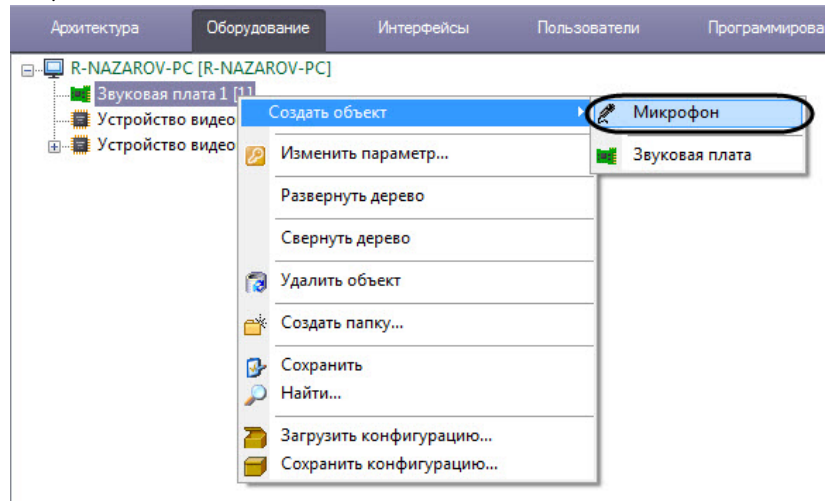 Архитектура Оборудование Интерфейсы Пользователи Программирова
R-NAZAROV-PC [R-NAZAROV-PC]
Звуковая плата 1 [1]
Устройство видео
Устройство видео
Создать объект
Изменить параметр...
Развернуть дерево
Свернуть дерево
Удалить объект
Создать папку...
Сохранить
Найти...
Загрузить конфигурацию...
Сохранить конфигурацию...
Микрофон
Звуковая плата